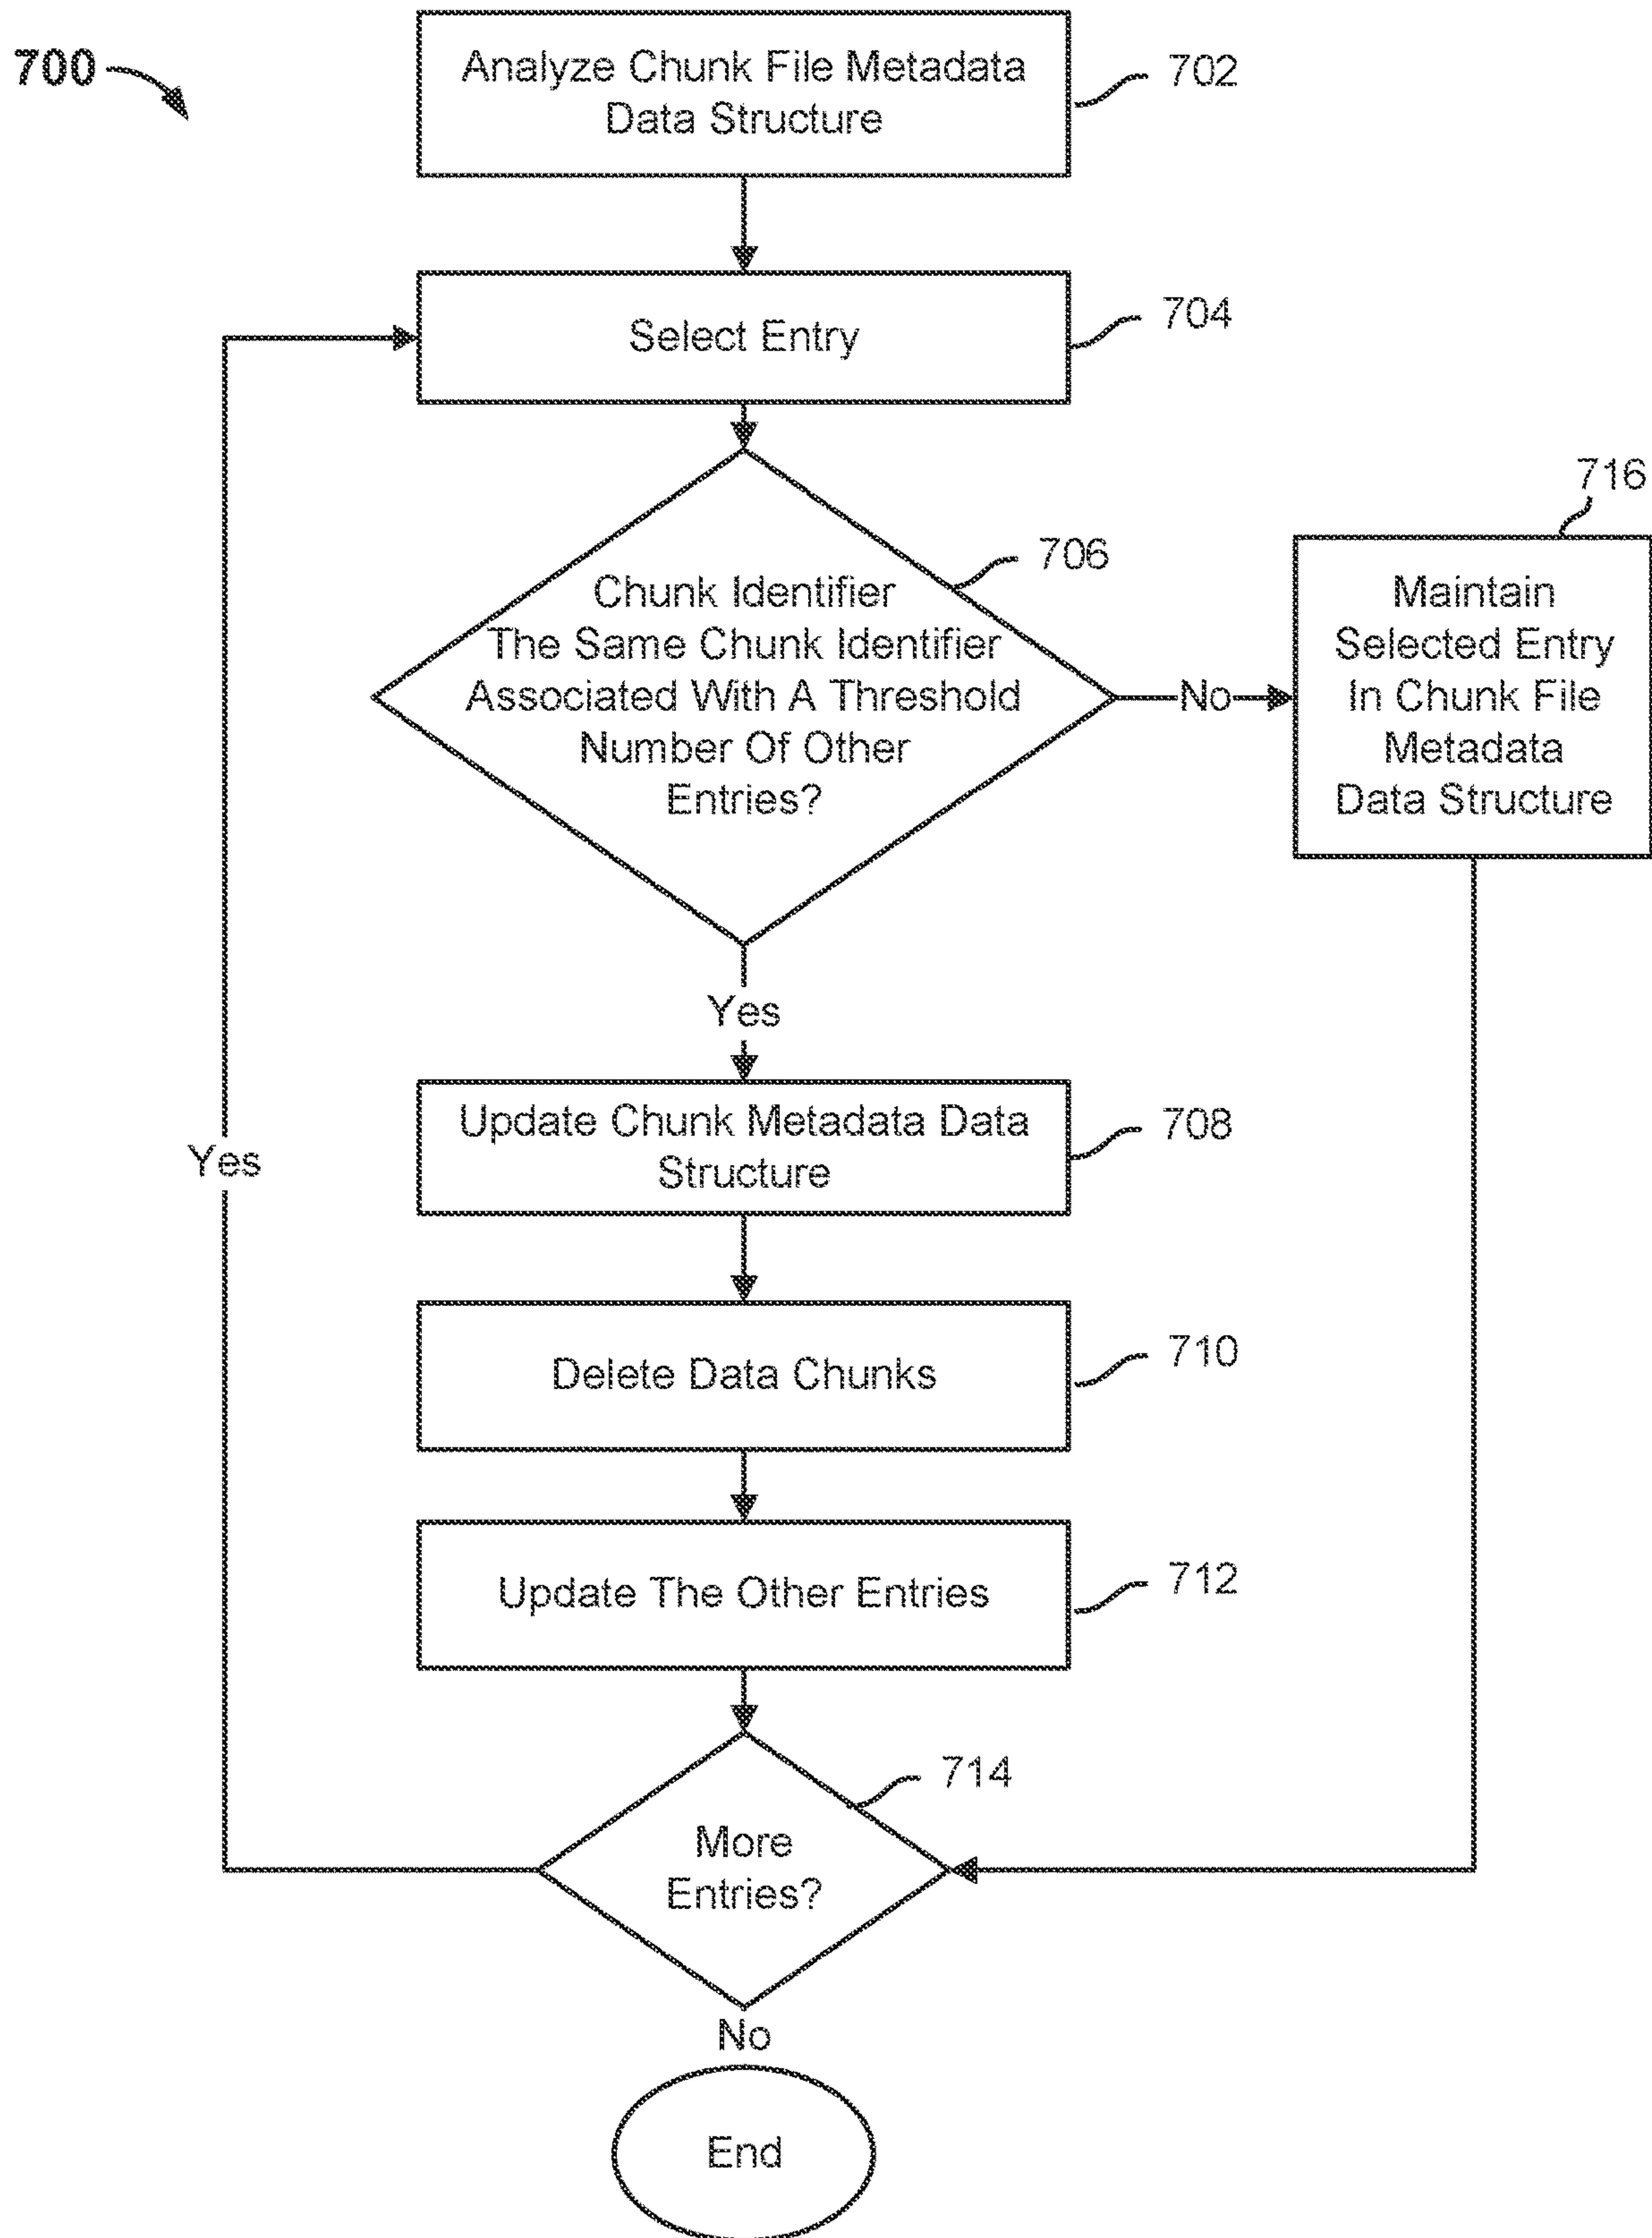 700
Analyze Chunk File Metadata
Data Structure
702
Select Entry
704
Chunk Identifier
The Same Chunk Identifier
Associated With A Threshold
Number Of Other
Entries?
706
No
716
Maintain
Selected Entry
In Chunk File
Metadata
Data Structure
Yes
Update Chunk Metadata Data
Structure
708
Yes
Delete Data Chunks
710
Update The Other Entries
712
More
Entries?
714
No
End